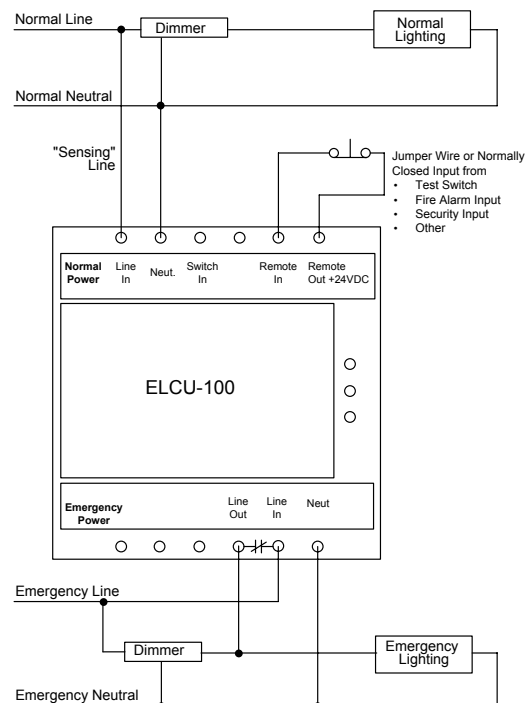 Normal Line
Dimmer
Normal
Lighting
Normal Neutral
"Sensing"
Line
Jumper Wire or Normally
Closed Input from
• Test Switch
• Fire Alarm Input
• Security Input
• Other
Normal
Power
Line
In
Neut.
Switch
In
Remote
In
Remote
Out +24VDC
ELCU-100
Emergency
Power
Line
Out
Line
In
Neut
Emergency Line
Dimmer
Emergency
Lighting
Emergency Neutral